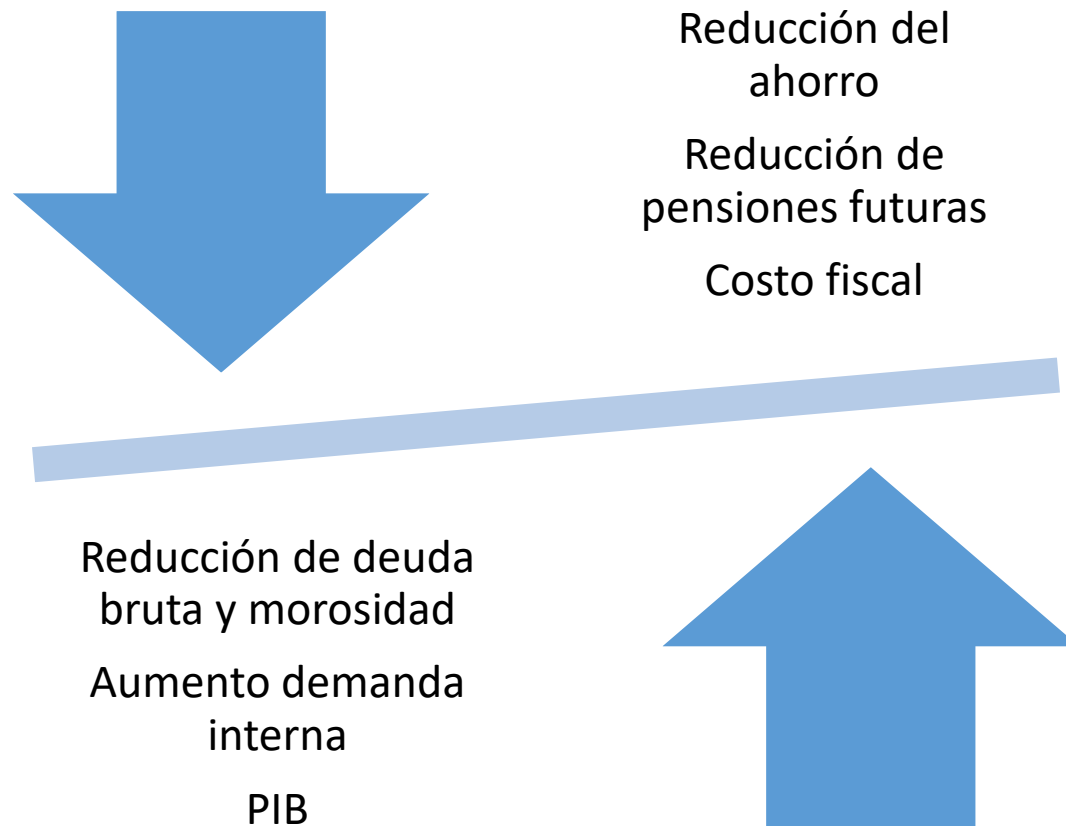 Reducción del
ahorro
Reducción de
pensiones futuras
Costo fiscal
Reducción de deuda
bruta y morosidad
Aumento demanda
interna
PIB